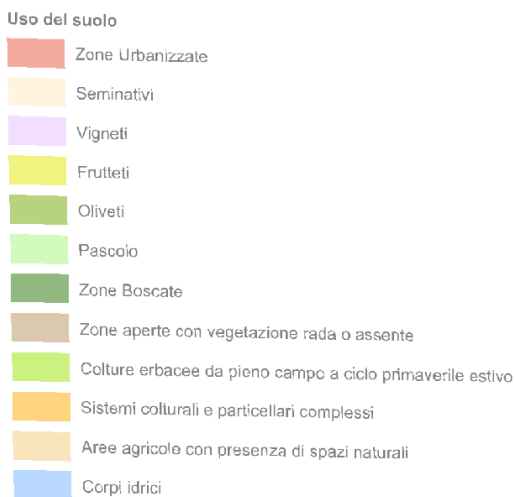 Uso del suolo
Zone Urbanizzate
Seminativi
Vigneti
Frutteti
Oliveti
Pascolo
Zone Boscate
Zone aperte con vegetazione rada o assente
Colture erbacee da pieno campo a ciclo primaverile estivo
Sistemi colturali e particellari complessi
Aree agricole con presenza di spazi naturali
Corpi idrici